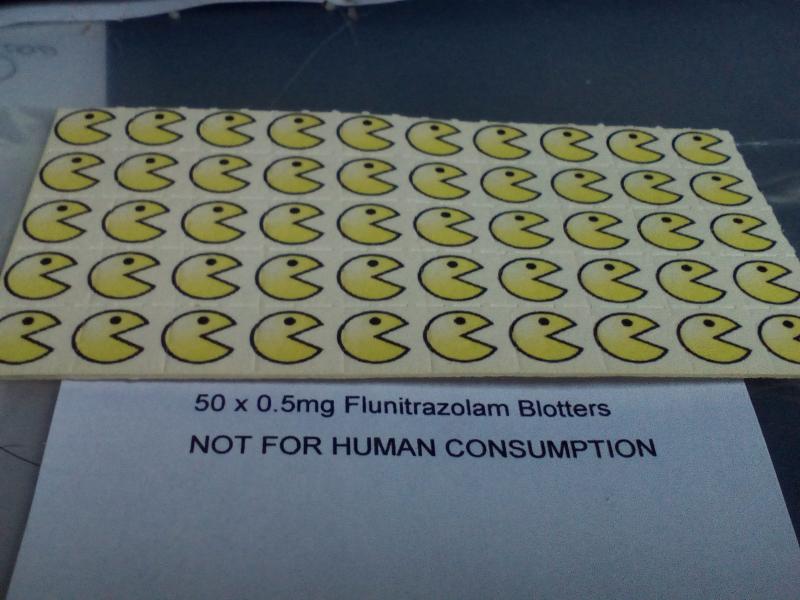 50 x 0.5mg Flunitrazolam Blotters
NOT FOR HUMAN CONSUMPTION